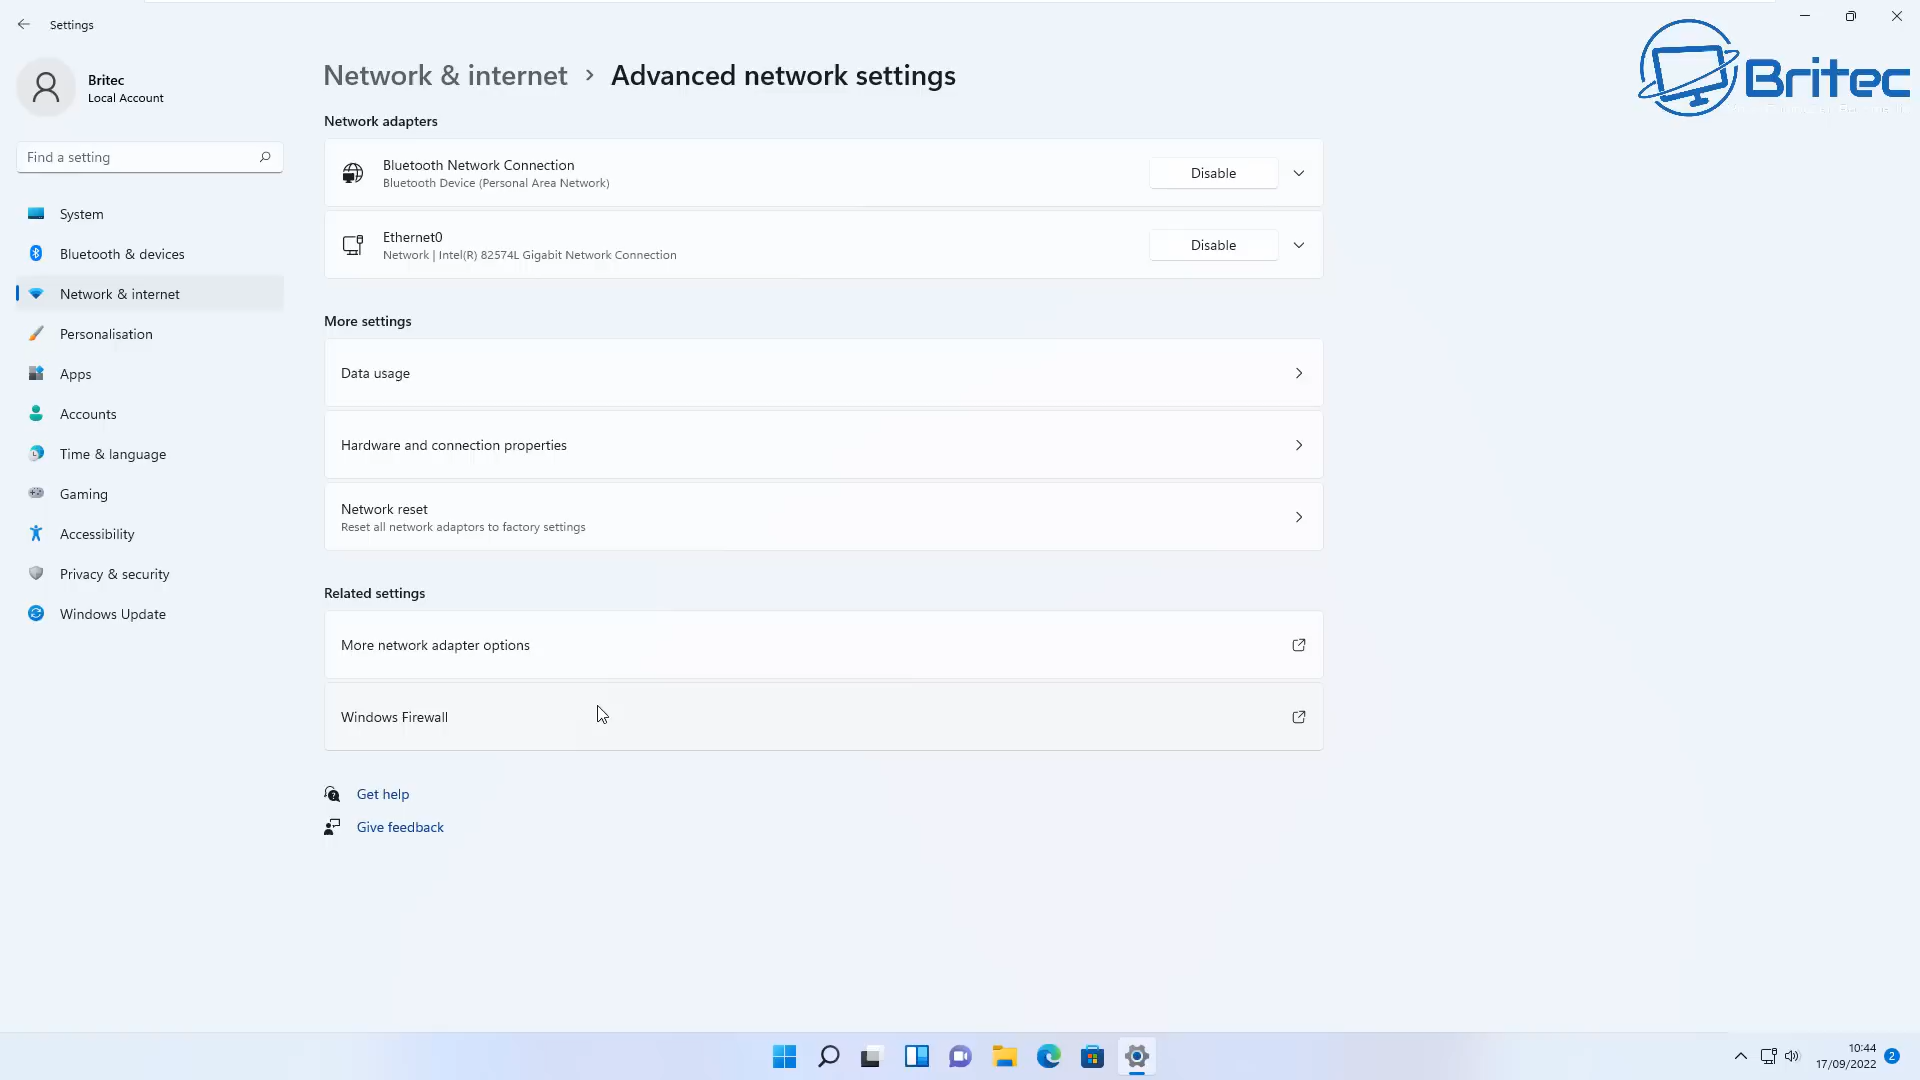 Settings
Britec
Local Account
Find a setting
System
Bluetooth & devices
Network & internet
Personalisation
Apps
Accounts
Time & language
Gaming
Accessibility
Privacy & security
Windows Update
Network & internet > Advanced network settings
Network adapters
Bluetooth Network Connection
Bluetooth Device (Personal Area Network)
Disable
Ethernet0
Network | Intel(R) 82574L Gigabit Network Connection
Disable
More settings
Data usage
Hardware and connection properties
Network reset
Reset all network adaptors to factory settings
Related settings
More network adapter options
Windows Firewall
Get help
Give feedback
Britec
10:44
17/09/2022
2